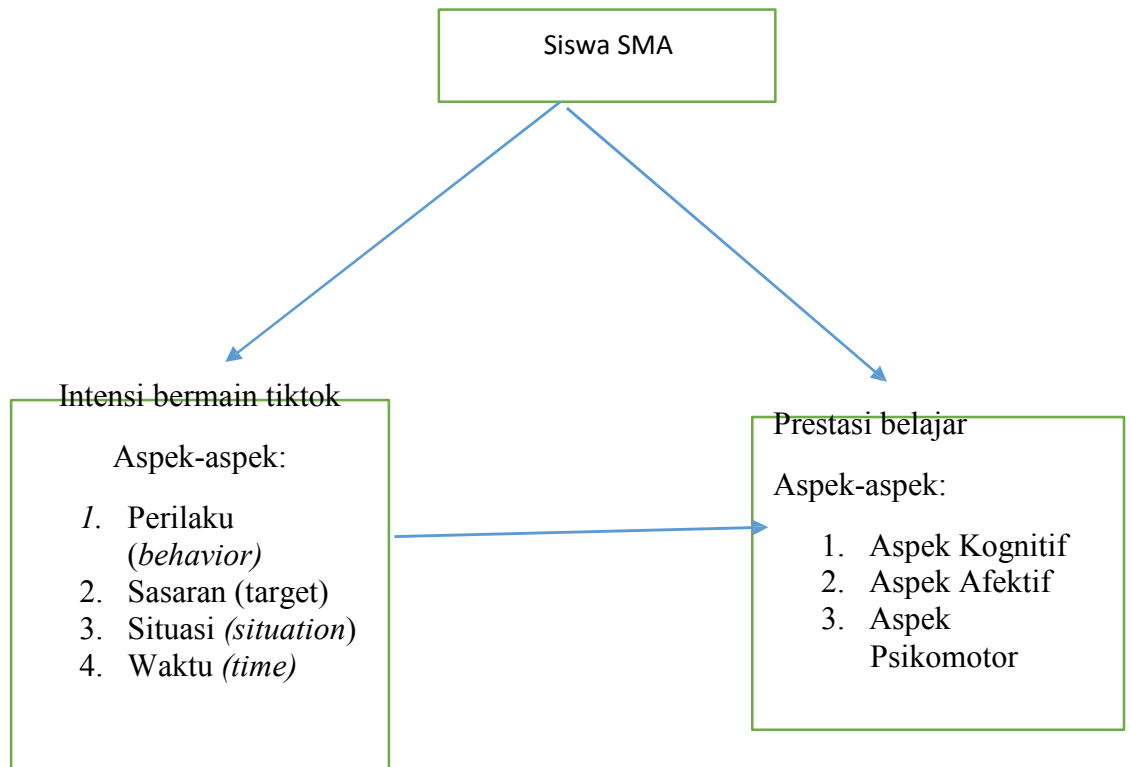 Siswa SMA
Intensi bermain tiktok
Aspek-aspek:
1. Perilaku
(behavior)
2. Sasaran (target)
3. Situasi (situation)
4. Waktu (time)
Prestasi belajar
Aspek-aspek:
1. Aspek Kognitif
2. Aspek Afektif
3. Aspek
Psikomotor